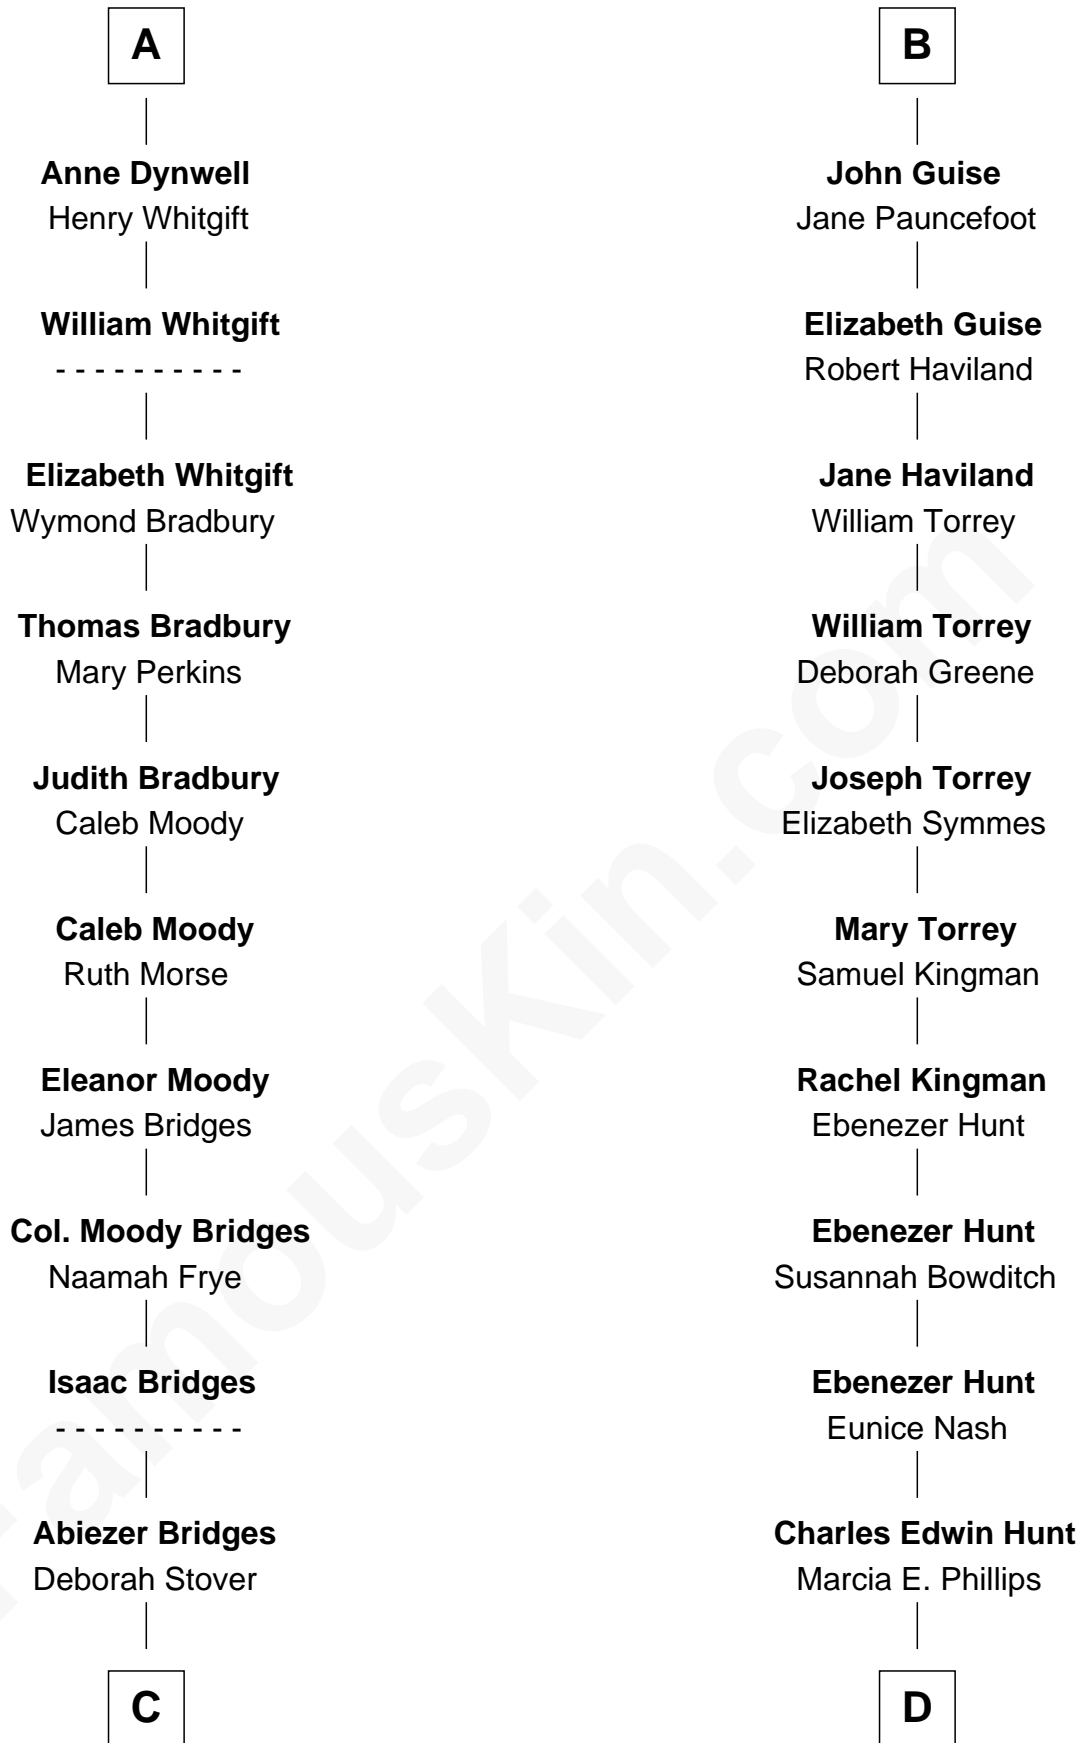 A
Anne Dynwell
Henry Whitgift
William Whitgift
- - - - - - - - - -
Elizabeth Whitgift
Wymond Bradbury
Thomas Bradbury
Mary Perkins
Judith Bradbury
Caleb Moody
Caleb Moody
Ruth Morse
Eleanor Moody
James Bridges
Col. Moody Bridges
Naamah Frye
Isaac Bridges
- - - - - - - - - -
Abiezer Bridges
Deborah Stover
C
B
John Guise
Jane Pauncefoot
Elizabeth Guise
Robert Haviland
Jane Haviland
William Torrey
William Torrey
Deborah Greene
Joseph Torrey
Elizabeth Symmes
Mary Torrey
Samuel Kingman
Rachel Kingman
Ebenezer Hunt
Ebenezer Hunt
Susannah Bowditch
Ebenezer Hunt
Eunice Nash
Charles Edwin Hunt
Marcia E. Phillips
D
FamousKin.com